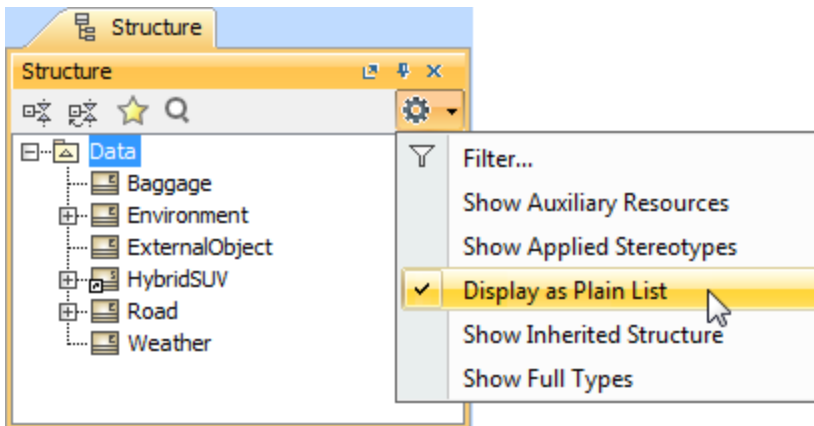 Structure
Structure
Data
Baggage
Environment
ExternalObject
HybridSUV
Road
Weather
Filter...
Show Auxiliary Resources
Show Applied Stereotypes
Display as Plain List
Show Inherited Structure
Show Full Types